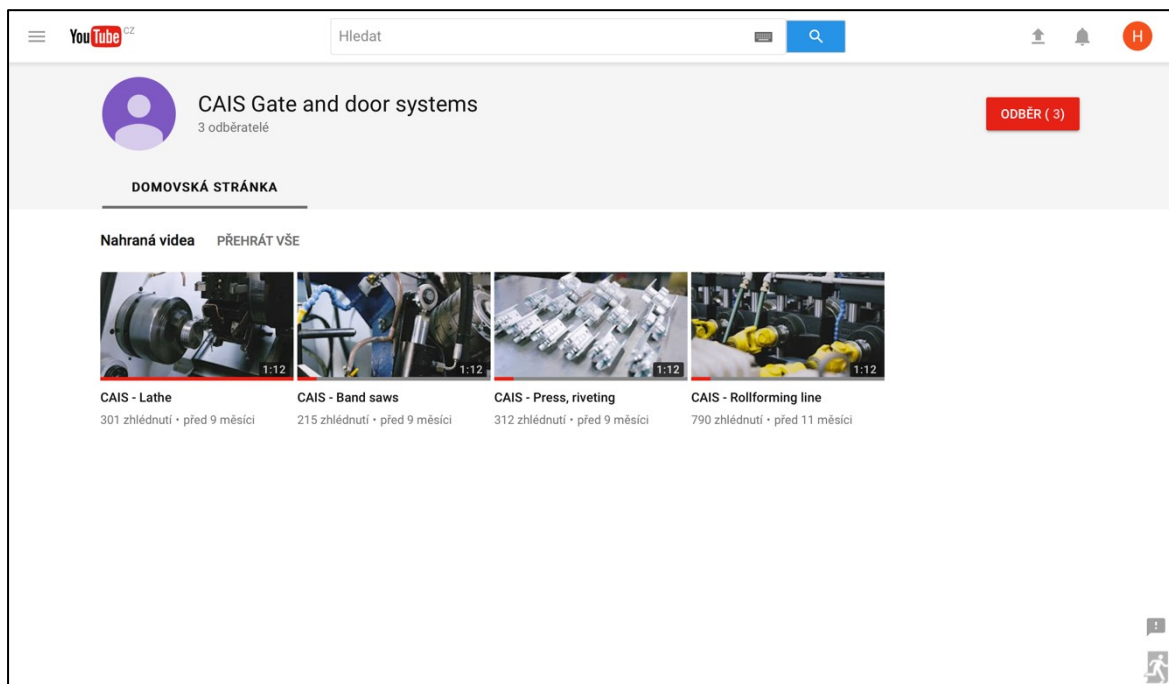 YouTube CZ
Hledat
H
CAIS Gate and door systems
3 odběratelé
ODBĚR ( 3)
DOMOVSKÁ STRÁNKA
Nahraná videa PŘEHRÁT VŠE
1:12 1:12 1:12 1:12
CAIS - Lathe CAIS - Band saws CAIS - Press, riveting CAIS - Rollforming line
301 zhlédnutí • před 9 měsíci 215 zhlédnutí • před 9 měsíci 312 zhlédnutí • před 9 měsíci 790 zhlédnutí • před 11 měsíci